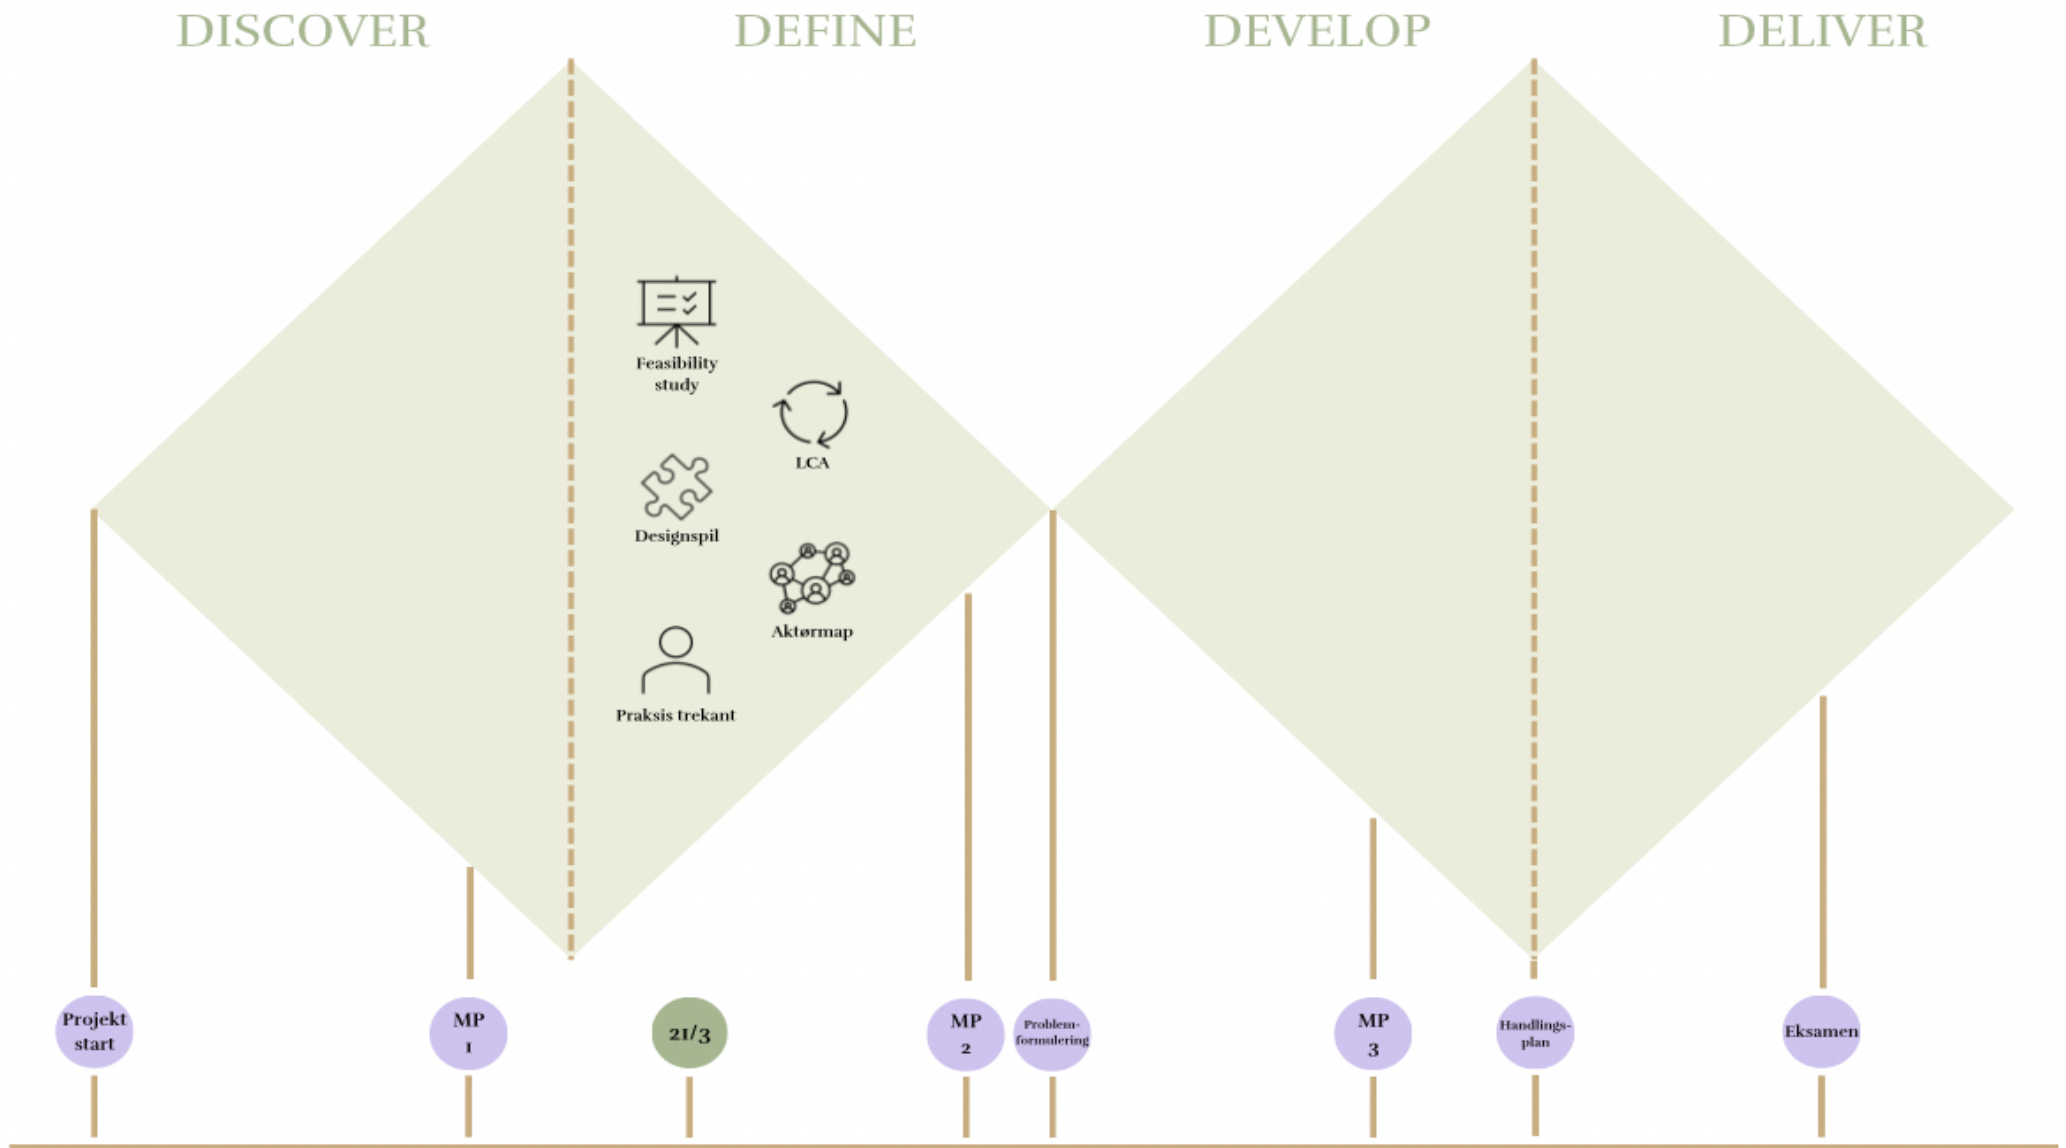 DISCOVER
DEFINE
DEVELOP
DELIVER
Feasibility
study
LCA
Designspil
Aktørmap
Praksis trekant
Projekt
start
MP
1
21/3
MP
2
Problem-
formulering
MP
3
Handlings-
plan
Eksamen